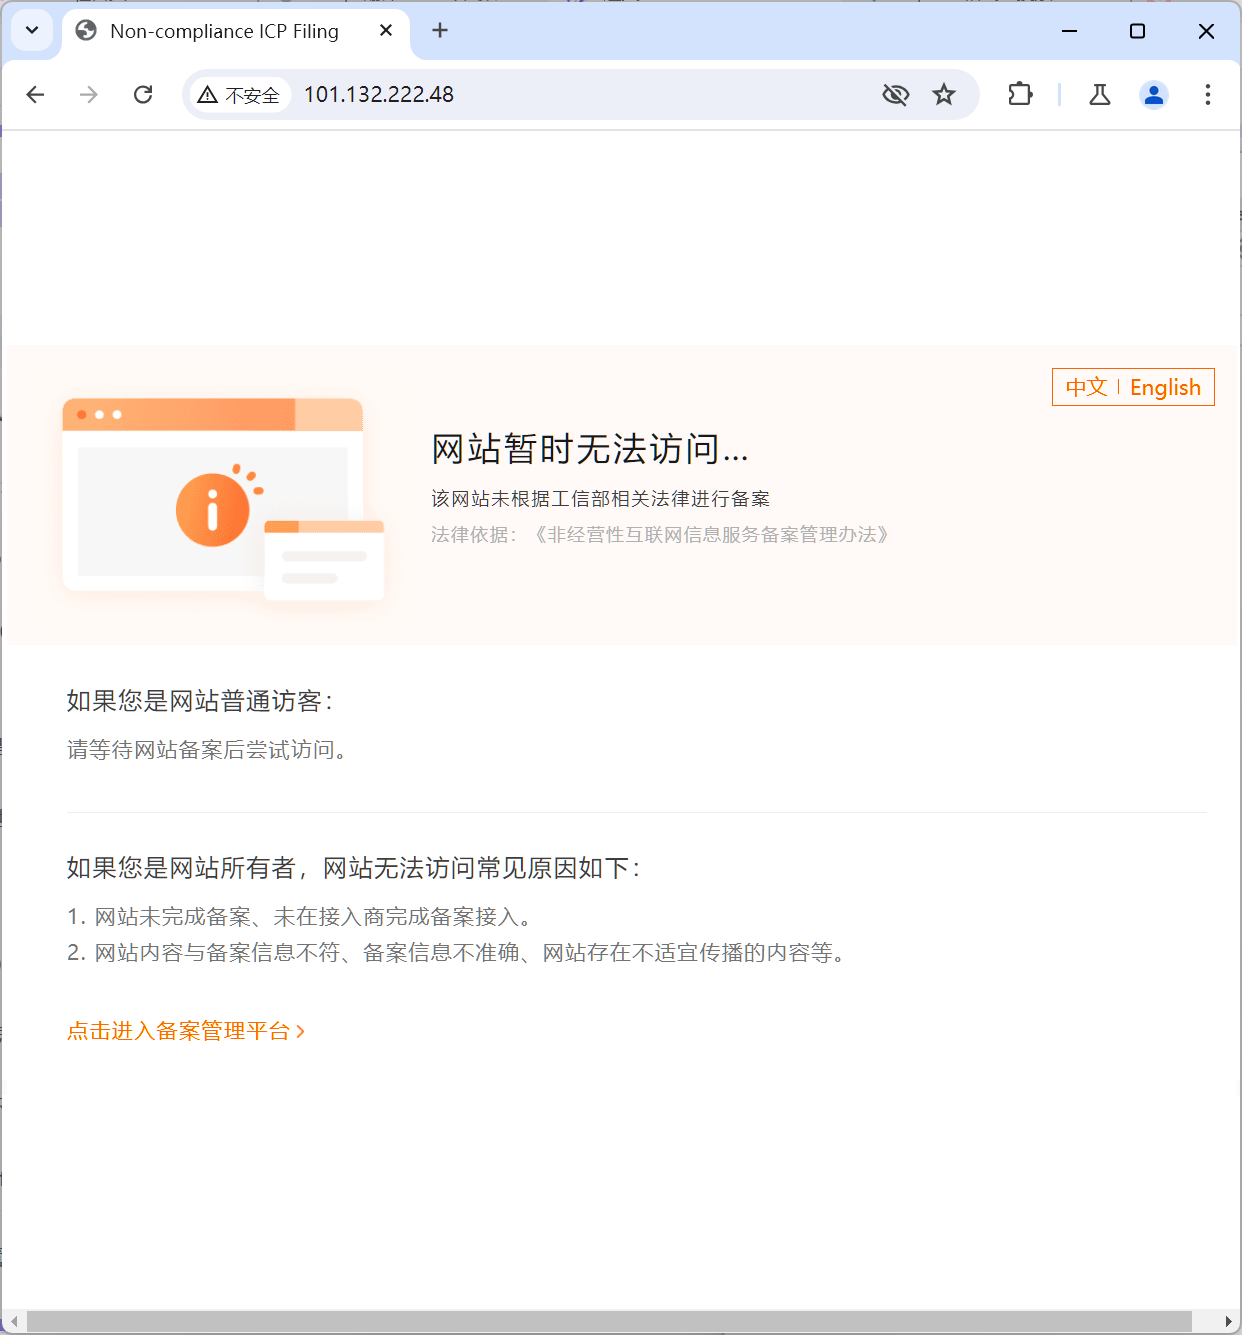 Non-compliance ICP Filing
不安全 101.132.222.48
中文 | English
网站暂时无法访问...
该网站未根据工信部相关法律进行备案
法律依据：《非经营性互联网信息服务备案管理办法》
如果您是网站普通访客：
请等待网站备案后尝试访问。
如果您是网站所有者，网站无法访问常见原因如下：
1. 网站未完成备案、未在接入商完成备案接入。
2. 网站内容与备案信息不符、备案信息不准确、网站存在不适宜传播的内容等。
点击进入备案管理平台 >